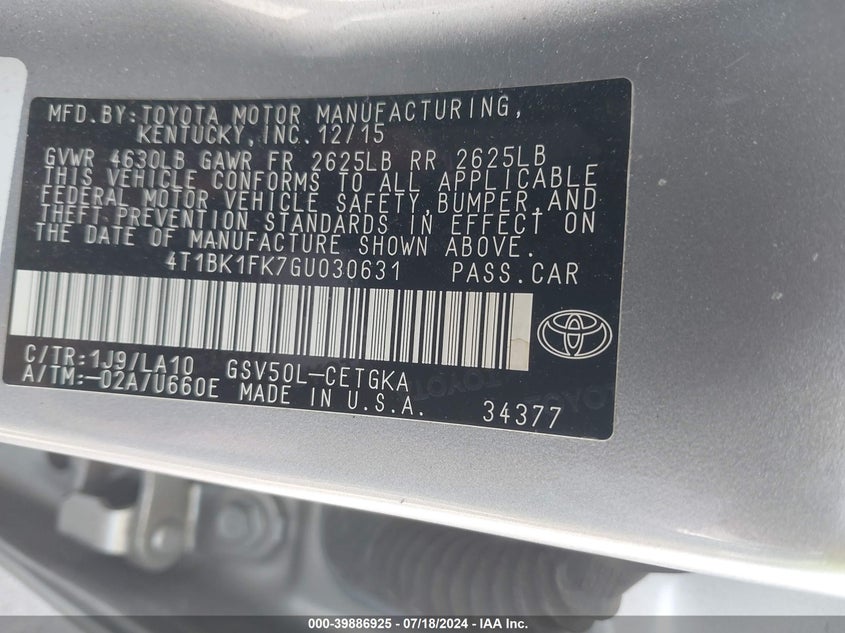 MFD.BY:TOYOTA MOTOR MANUFACTURING,
KENTUCKY,INC.12/15
GVWR 4630LB GAWR FR 2625LB RR 2625LB
THIS VEHICLE CONFORMS TO ALL APPLICABLE
FEDERAL MOTOR VEHICLE SAFETY,BUMPER,AND
THEFT PREVENTION STANDARDS IN EFFECT ON
THE DATE OF MANUFACTURE SHOWN ABOVE.
4T1BK1FK7GU030631 PASS.CAR
C/TR:1J9/LA10 GSV50L-CETGKA
A/TM:-02A/U660E MADE IN U.S.A. 34377
000-39886925 - 07/18/2024 - IAA Inc.